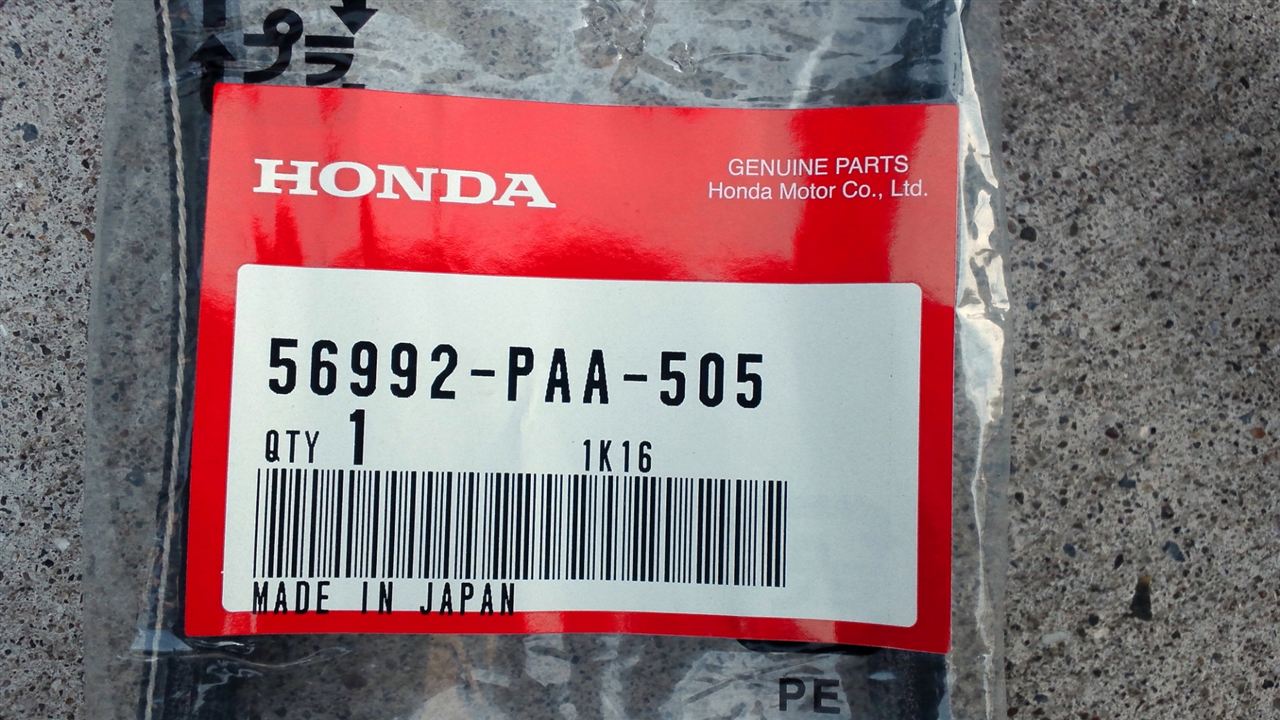 プラ
HONDA
GENUINE PARTS
Honda Motor Co., Ltd.
56992-PAA-505
QTY 1
1K16
MADE IN JAPAN
PE